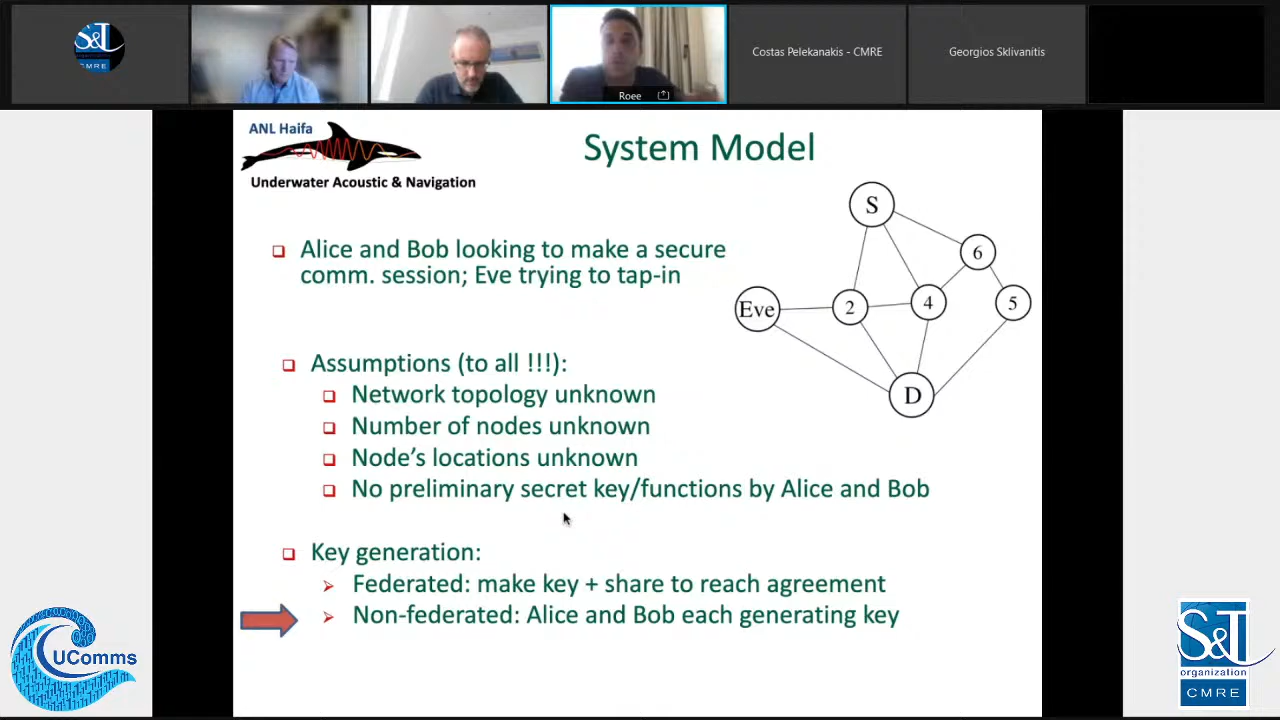 S&T
CMRE
Roee
Costas Pelekanakis - CMRE
Georgios Sklivanitis
ANL Haifa
Underwater Acoustic & Navigation
System Model
Alice and Bob looking to make a secure
comm. session; Eve trying to tap-in
Assumptions (to all !!!):
Network topology unknown
Number of nodes unknown
Node's locations unknown
No preliminary secret key/functions by Alice and Bob
Key generation:
Federated: make key + share to reach agreement
Non-federated: Alice and Bob each generating key
S
6
Eve
2
4
5
D
UComms
S&T
organization
CMRE